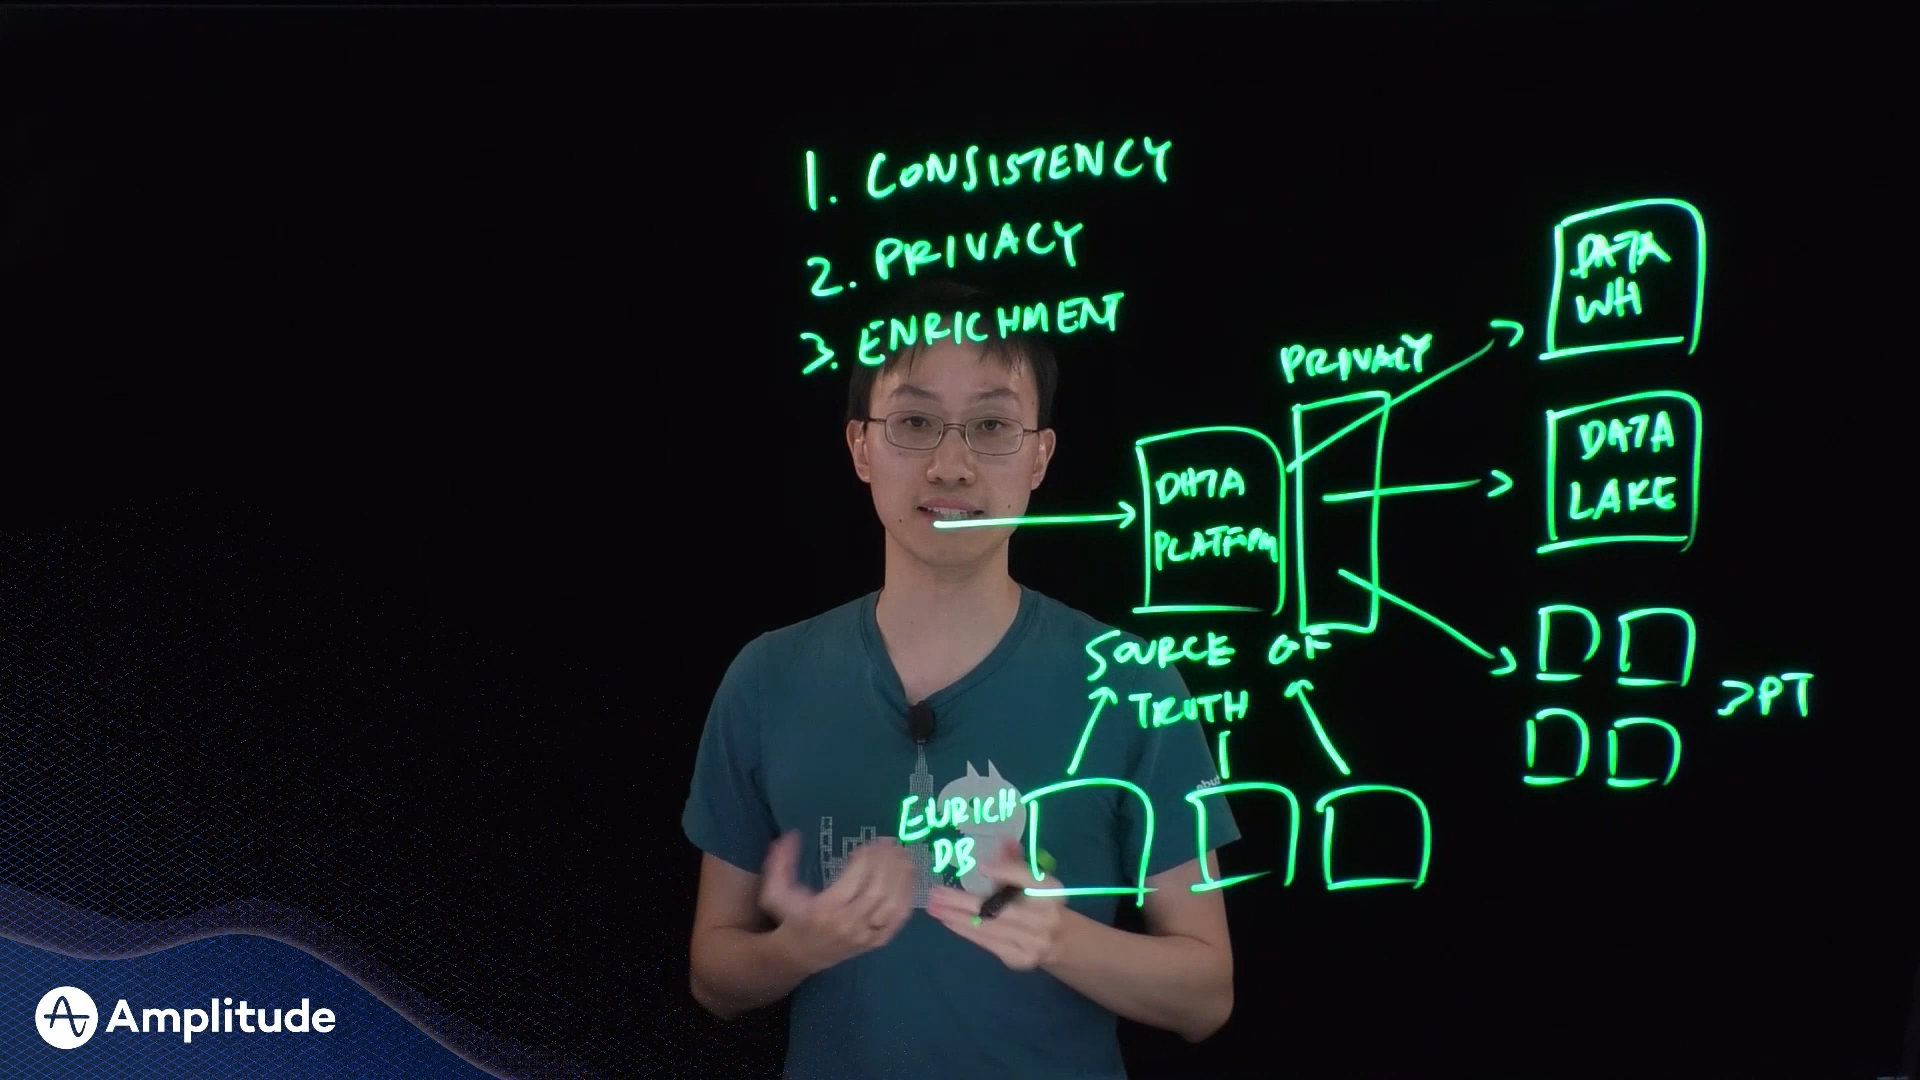 1. CONSISTENCY
2. PRIVACY
3. ENRICHMENT
DATA
WH
PRIVACY
DATA
LAKE
DATA
PLATFORM
SOURCE OF
TRUTH
3PT
ENRICH
DB
Amplitude